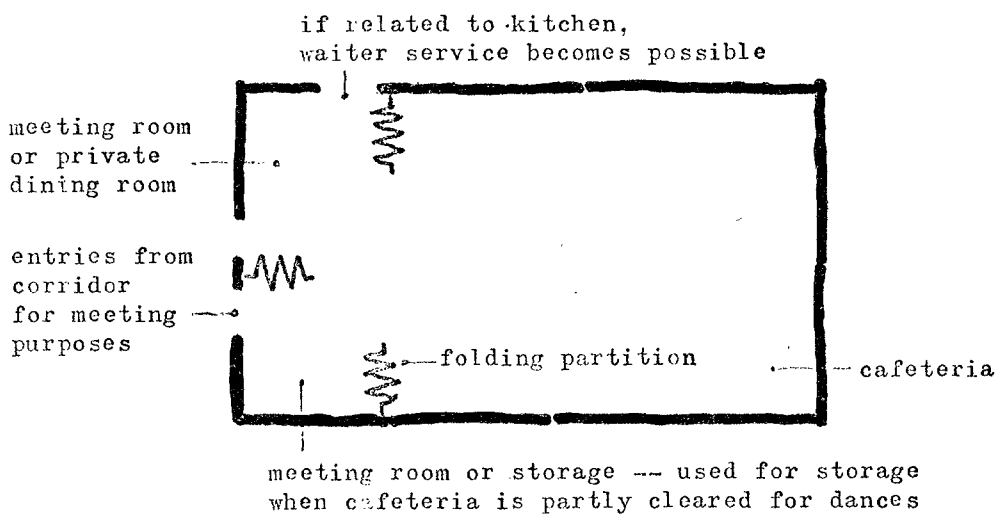 if related to kitchen,
waiter service becomes possible
meeting room
or private
dining room
entries from
corridor
for meeting
purposes
folding partition
cafeteria
meeting room or storage -- used for storage
when cafeteria is partly cleared for dances